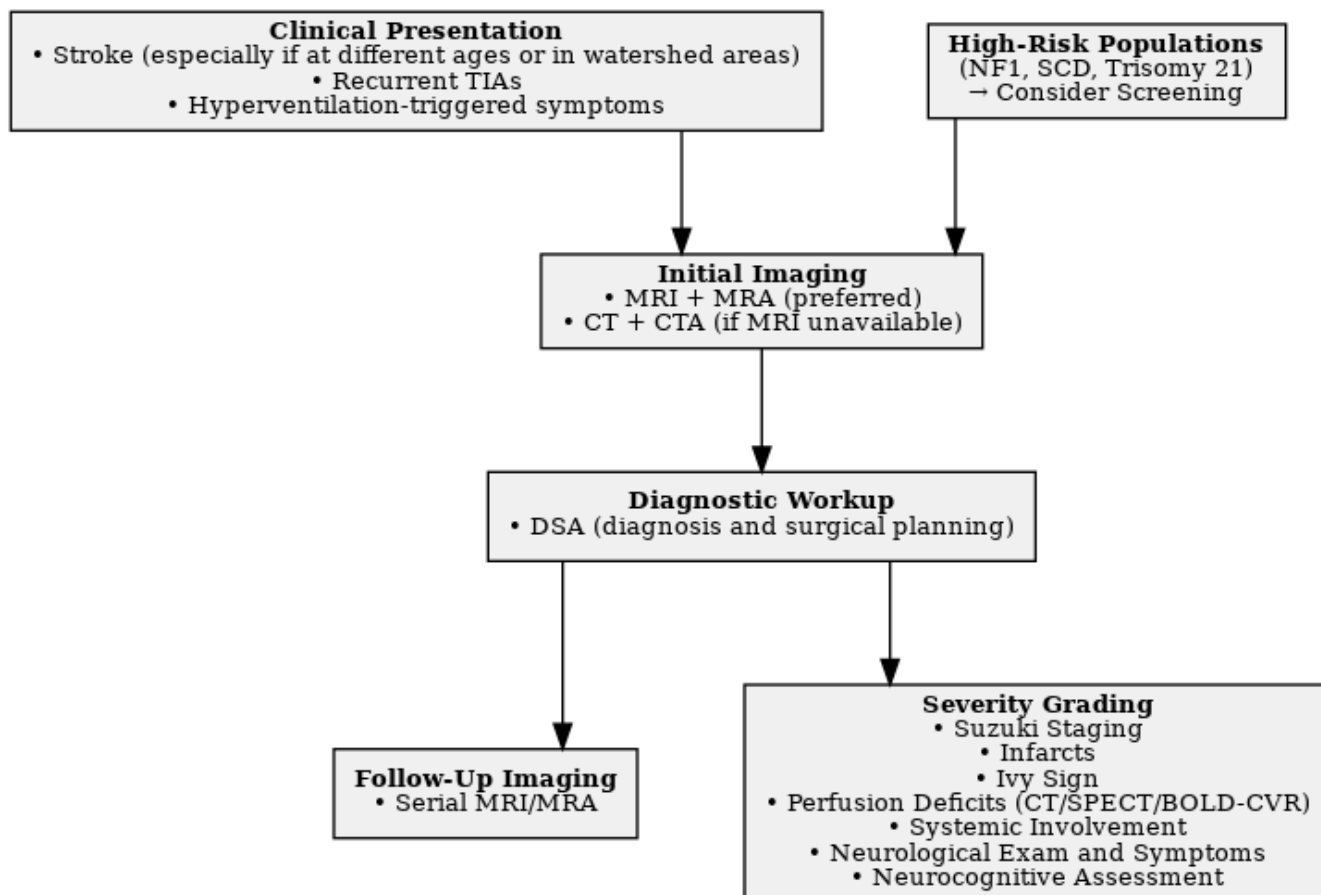 Clinical Presentation
• Stroke (especially if at different ages or in watershed areas)
• Recurrent TIAs
• Hyperventilation-triggered symptoms
High-Risk Populations
(NF1, SCD, Trisomy 21)
→ Consider Screening
Initial Imaging
• MRI + MRA (preferred)
• CT + CTA (if MRI unavailable)
Diagnostic Workup
• DSA (diagnosis and surgical planning)
Follow-Up Imaging
• Serial MRI/MRA
Severity Grading
• Suzuki Staging
• Infarcts
• Ivy Sign
• Perfusion Deficits (CT/SPECT/BOLD-CVR)
• Systemic Involvement
• Neurological Exam and Symptoms
• Neurocognitive Assessment